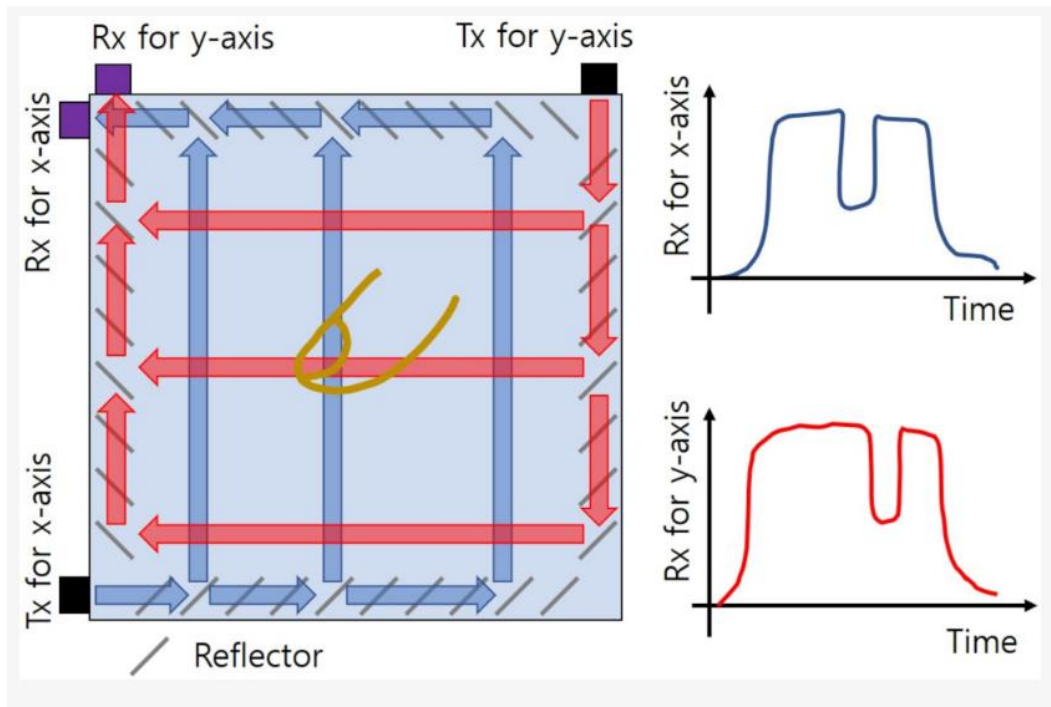 Rx for y-axis
Tx for y-axis
Rx for x-axis
Tx for x-axis
Reflector
Rx for x-axis
Time
Rx for y-axis
Time